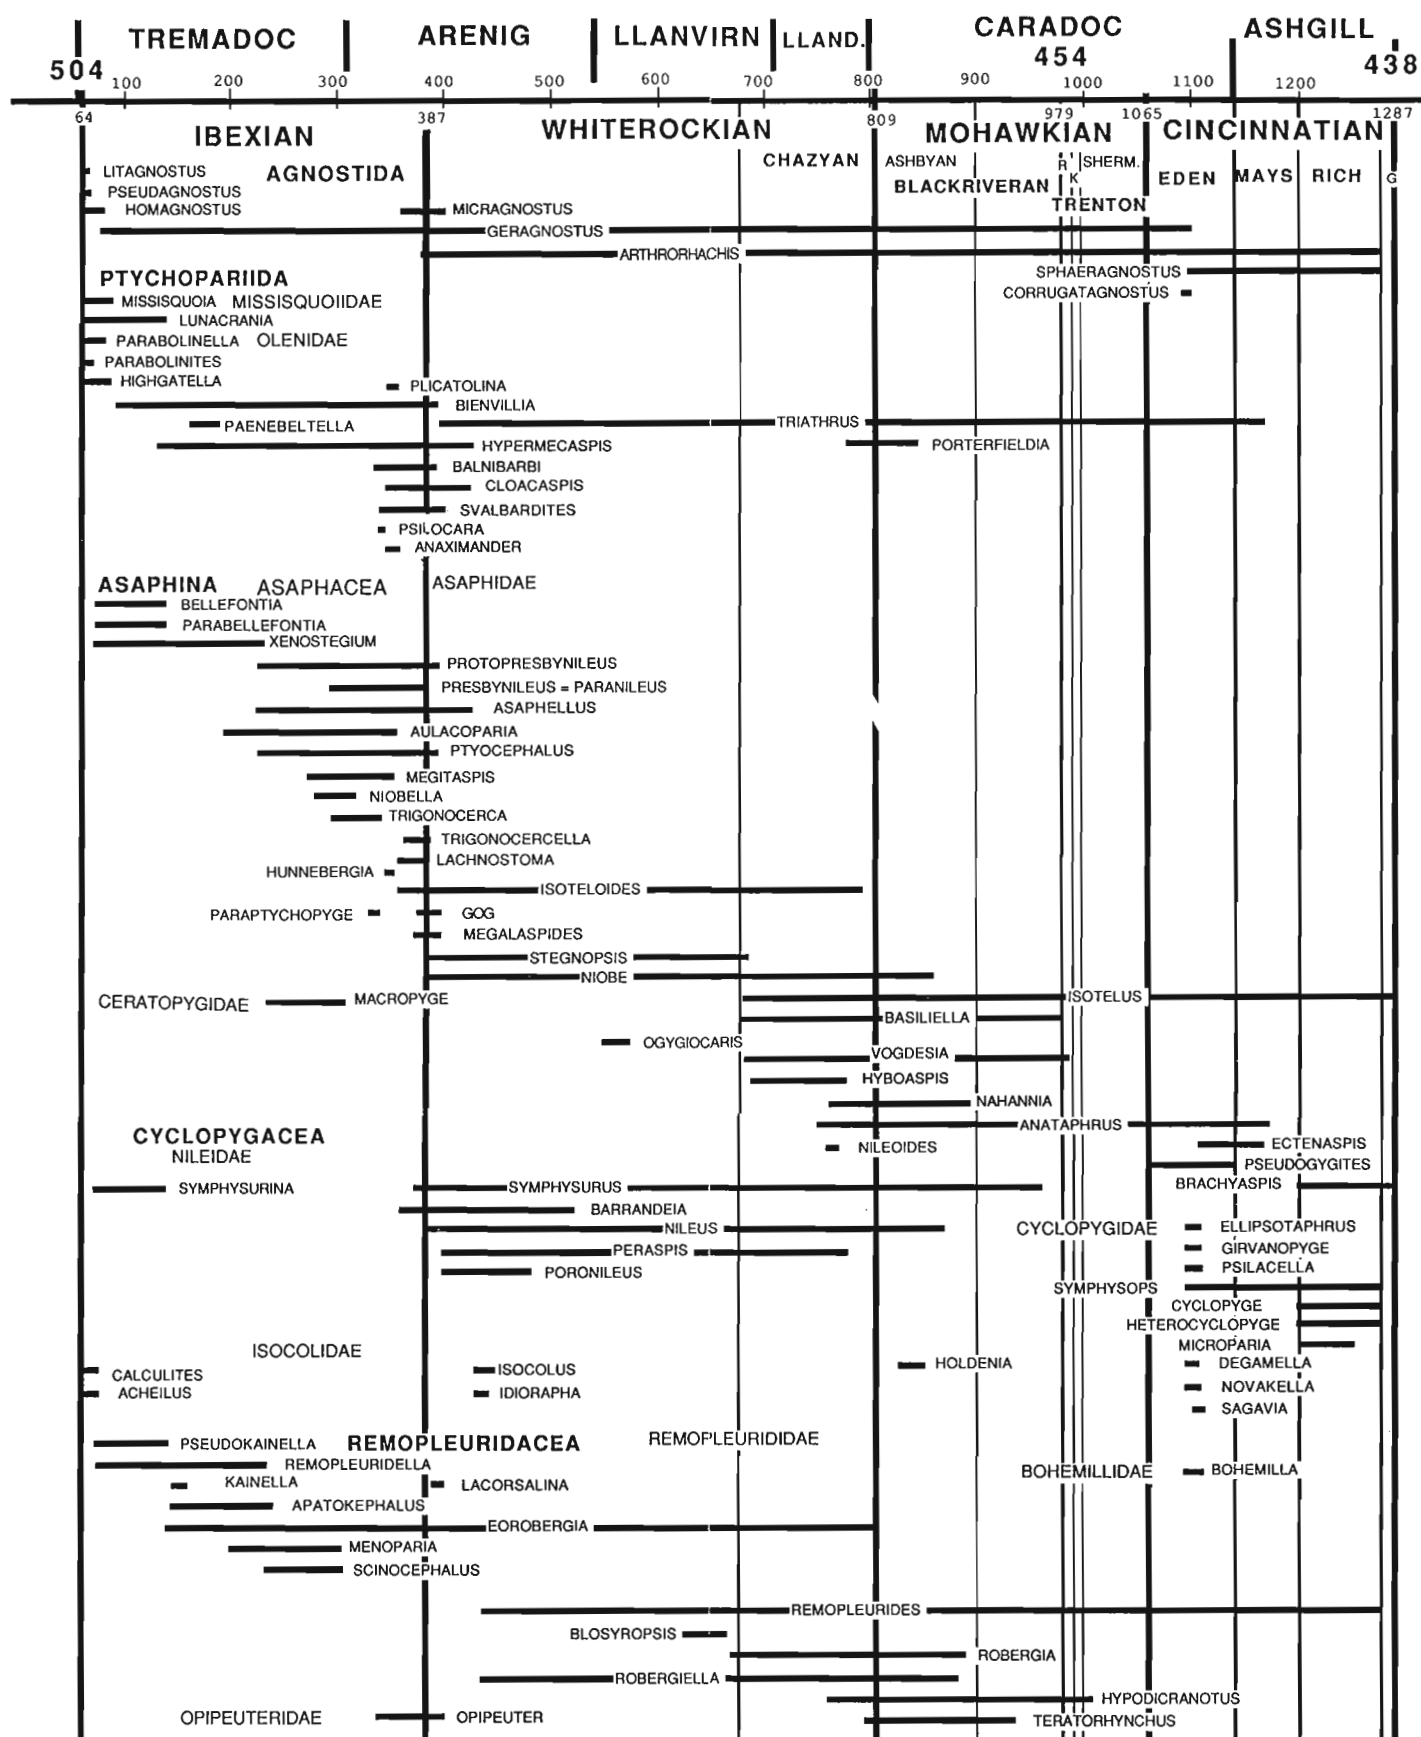 TREMADOC ARENIG LLANVIRN LLAND. CARADOC ASHGILL
504 454 438
100 200 300 400 500 600 700 800 900 1000 1100 1200
64 387 809 979 1065 1287
IBEXIAN WHITEROCKIAN MOHAWKIAN CINCINNATIAN
CHAZYAN ASHBYAN R SHERM.
LITAGNOSTUS AGNOSTIDA K EDEN MAYS RICH G
PSEUDAGNOSTUS BLACKRIVERAN
HOMAGNOSTUS MICRAGNOSTUS TRENTON
GERAGNOSTUS
ARTHRORHACHIS
PTYCHOPARIIDA SPHAERAGNOSTUS
MISSISQUOIA MISSISQUOIIDAE CORRUGATAGNOSTUS
LUNACRANIA
PARABOLINELLA OLENIDAE
PARABOLINITES
HIGHGATELLA PLICATOLINA
BIENVILLIA
PAENEBELTELLA TRIATHRUS
HYPERMECASPIS PORTERFIELDIA
BALNIBARBI
CLOACASPIS
SVALBARDITES
PSILOCARA
ANAXIMANDER
ASAPHINA ASAPHACEA ASAPHIDAE
BELLEFONTIA
PARABELLEFONTIA
XENOSTEGIUM
PROTOPRESBYNILEUS
PRESBYNILEUS = PARANILEUS
ASAPHELLUS
AULACOPARIA
PTYOCEPHALUS
MEGITASPIS
NIOBELLA
TRIGONOCERCA
TRIGONOCERCELLA
LACHNOSTOMA
HUNNEBERGIA
ISOTELOIDES
PARAPTYCHOPYGE GOG
MEGALASPIDES
STEGNOPSIS
NIOBE
CERATOPYGIDAE MACROPYGE ISOTELUS
BASILIELLA
OGYGIOCARIS
VOGDESIA
HYBOASPIS
NAHANNIA
ANATAPHRUS
CYCLOPYGACEA NILEOIDES ECTENASPIS
NILEIDAE PSEUDOGYGITES
SYMPHYSURINA SYMPHYSURUS BRACHYASPIS
BARRANDEIA
NILEUS CYCLOPYGIDAE ELLIPSOTAPHRUS
PERASPIS GIRVANOPYGE
PORONILEUS PSILACELLA
SYMPHYSOPS
CYCLOPYGE
HETEROCYCLOPYGE
ISOCOLIDAE MICROPARIA
CALCULITES ISOCOLUS HOLDENIA DEGAMELLA
ACHEILUS IDIORAPHA NOVAKELLA
SAGAVIA
PSEUDOKAINELLA REMOPLEURIDACEA REMOPLEURIDIDAE
REMOPLEURIDELLA
KAINELLA LACORSALINA BOHEMILLIDAE BOHEMILLA
APATOKEPHALUS
EOROBERGIA
MENOPARIA
SCINOCEPHALUS
REMOPLEURIDES
BLOSYROPSIS
ROBERGIA
ROBERGIELLA
HYPODICRANOTUS
OPIPEUTERIDAE OPIPEUTER TERATORHYNCHUS